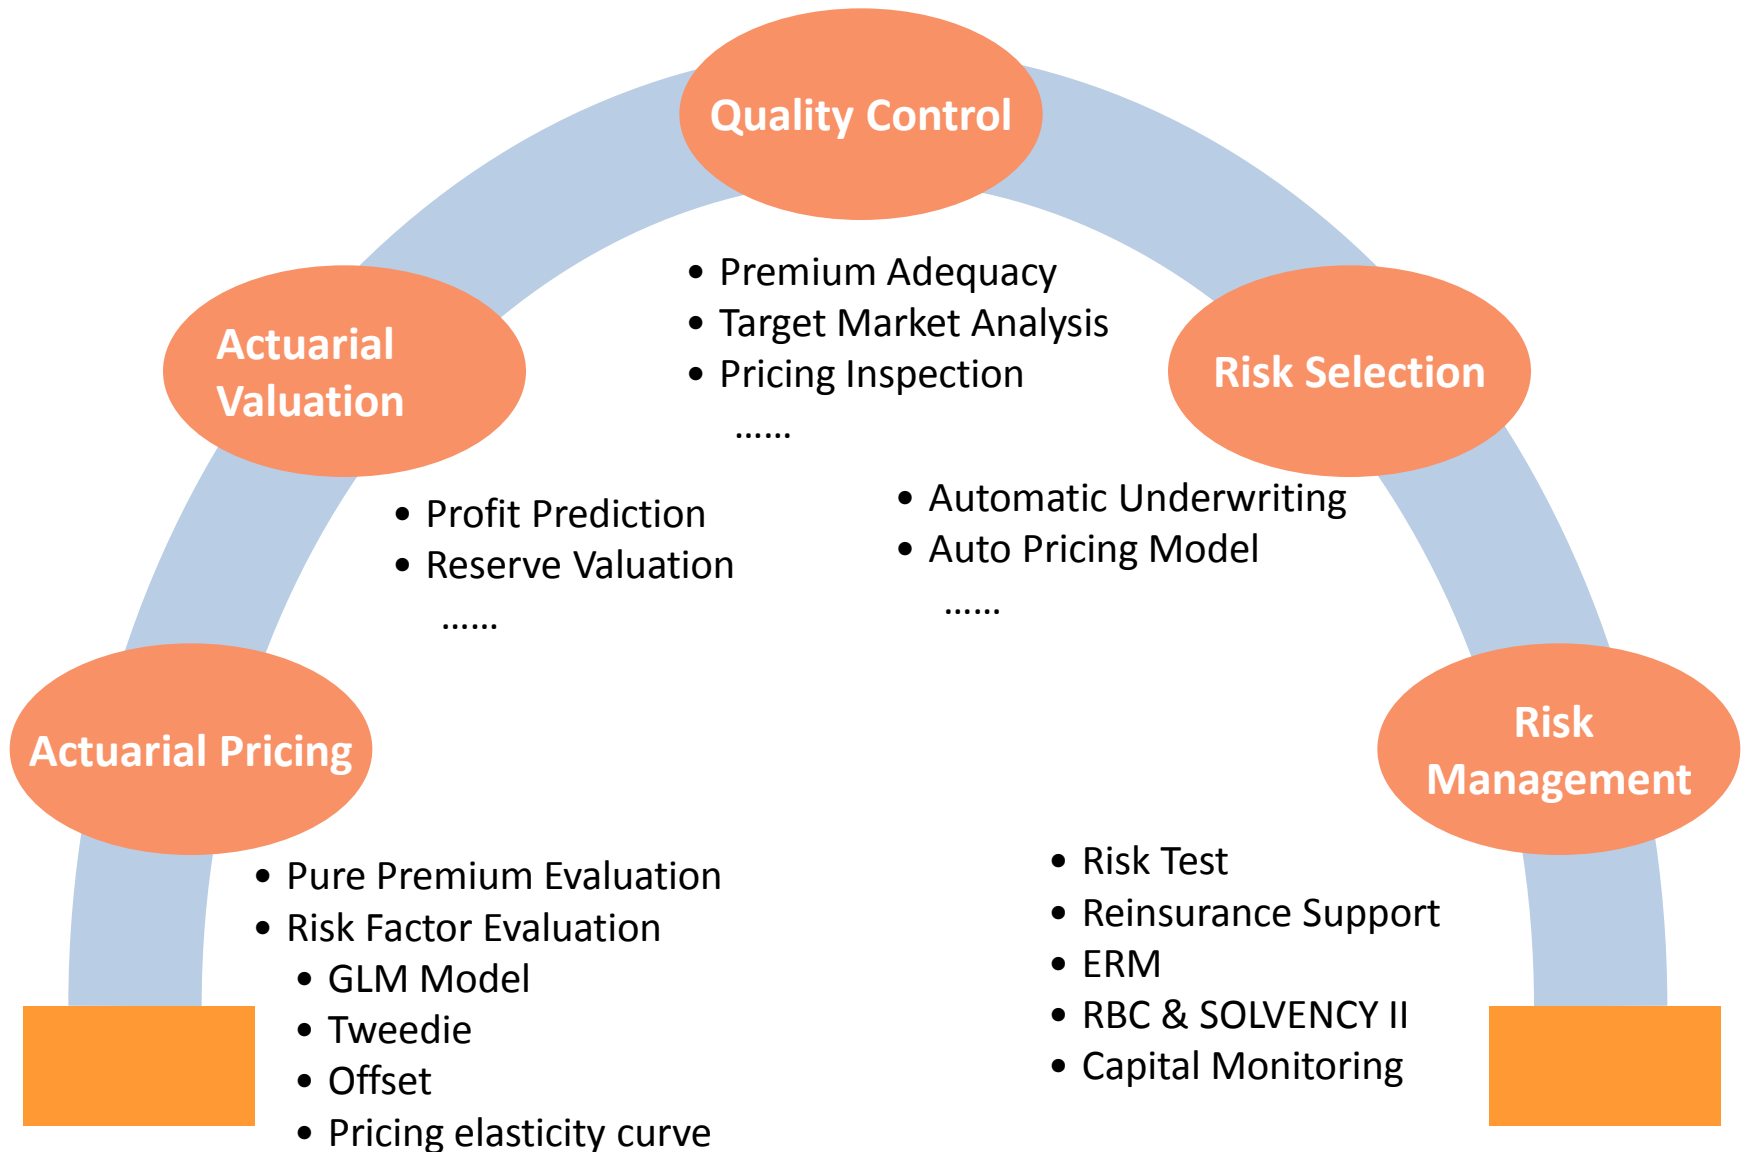 Quality Control
• Premium Adequacy
• Target Market Analysis
• Pricing Inspection
......
Actuarial
Valuation
• Profit Prediction
• Reserve Valuation
......
Risk Selection
• Automatic Underwriting
• Auto Pricing Model
......
Actuarial Pricing
• Pure Premium Evaluation
• Risk Factor Evaluation
• GLM Model
• Tweedie
• Offset
• Pricing elasticity curve
Risk
Management
• Risk Test
• Reinsurance Support
• ERM
• RBC & SOLVENCY II
• Capital Monitoring